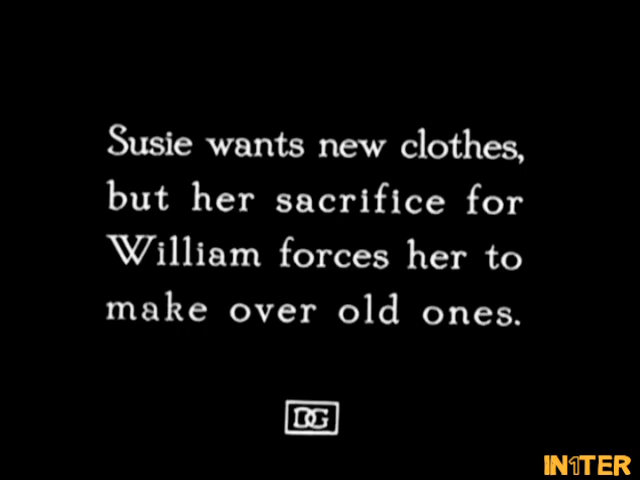 Susie wants new clothes,
but her sacrifice for
William forces her to
make over old ones.
DG
IN1TER